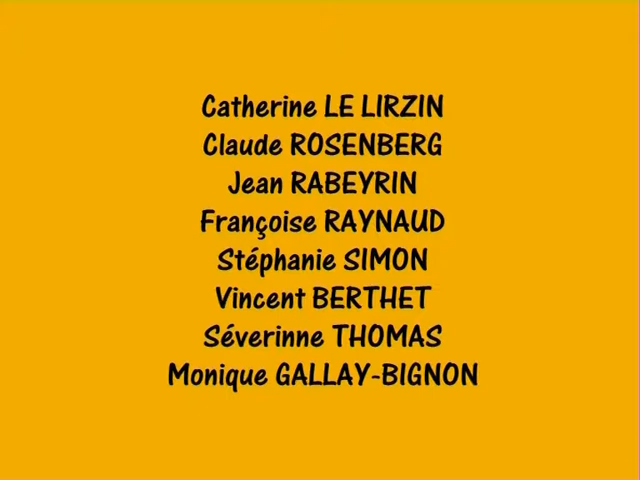 Catherine LE LIRZIN
Claude ROSENBERG
Jean RABEYRIN
Françoise RAYNAUD
Stéphanie SIMON
Vincent BERTHET
Séverinne THOMAS
Monique GALLAY-BIGNON